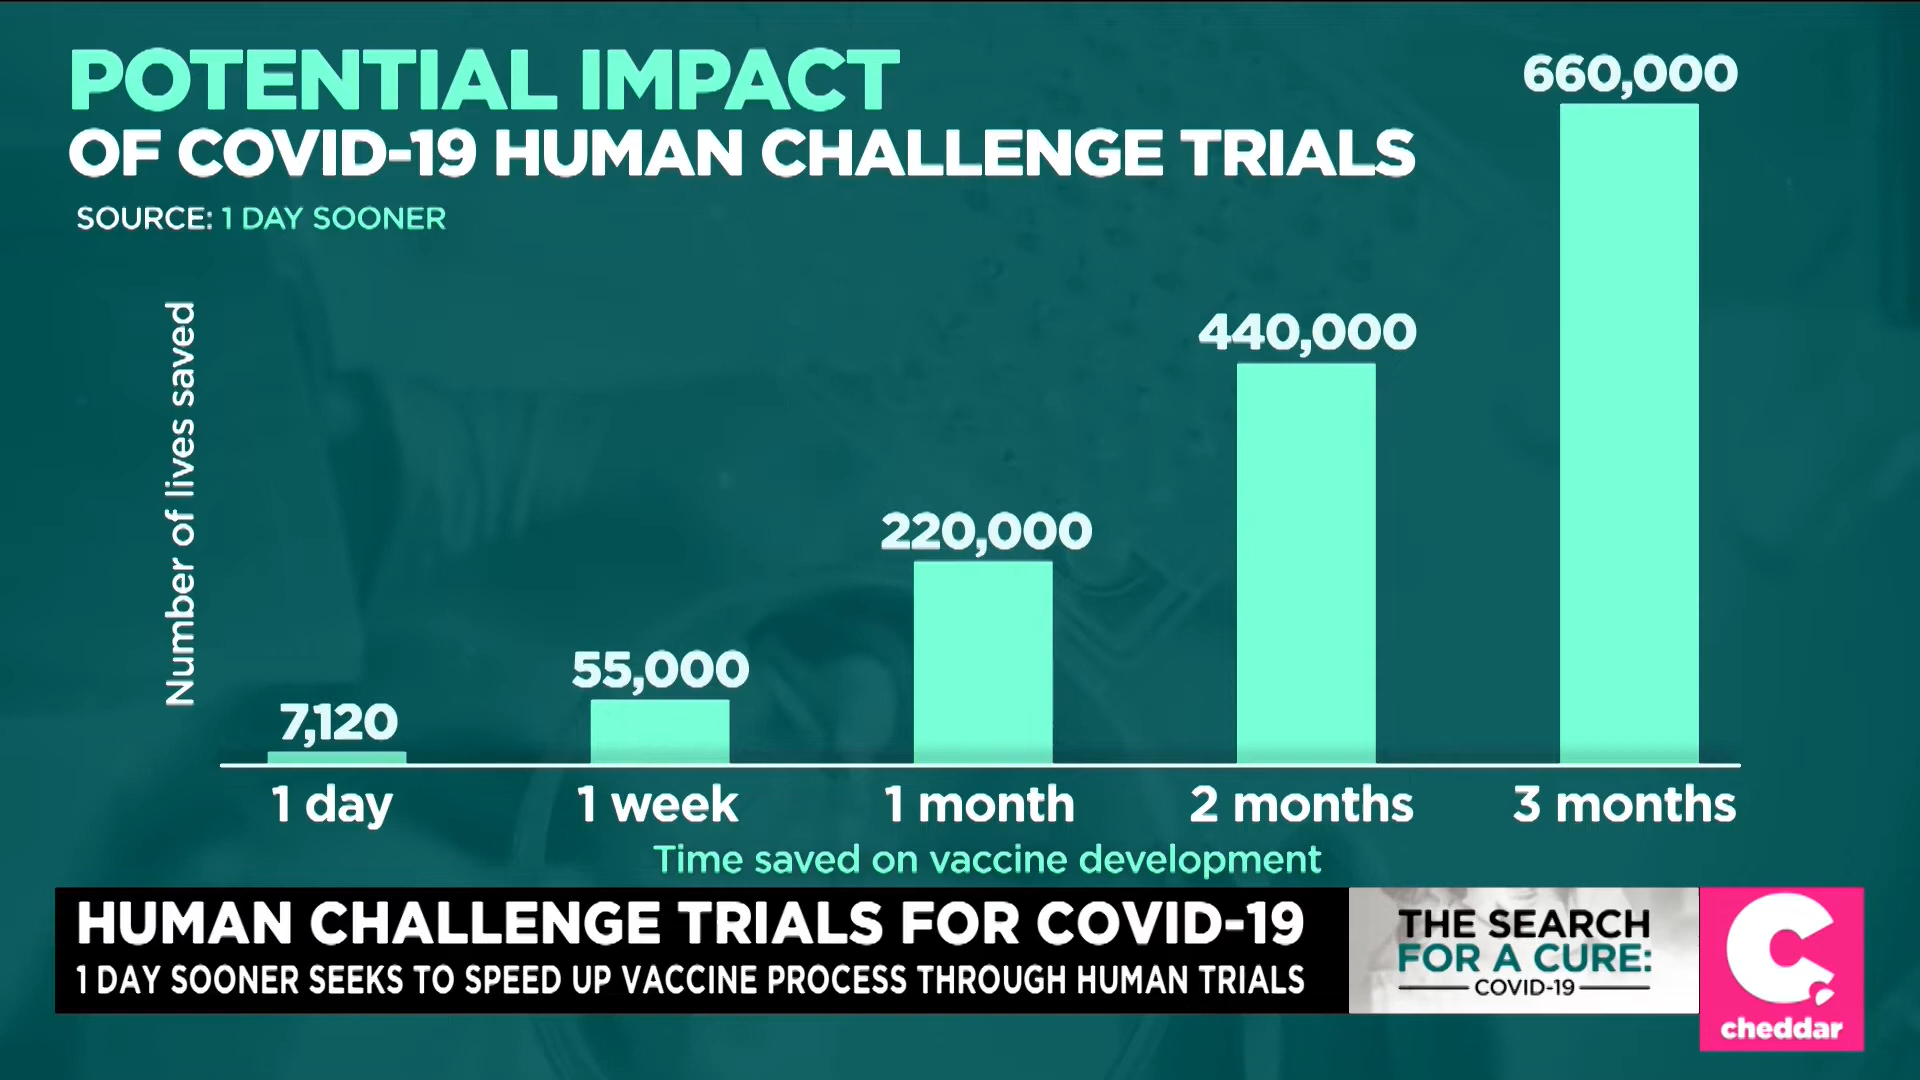 POTENTIAL IMPACT
OF COVID-19 HUMAN CHALLENGE TRIALS
SOURCE: 1 DAY SOONER
Number of lives saved
7,120
55,000
220,000
440,000
660,000
1 day
1 week
1 month
2 months
3 months
Time saved on vaccine development
HUMAN CHALLENGE TRIALS FOR COVID-19
1 DAY SOONER SEEKS TO SPEED UP VACCINE PROCESS THROUGH HUMAN TRIALS
THE SEARCH
FOR A CURE:
COVID-19
cheddar